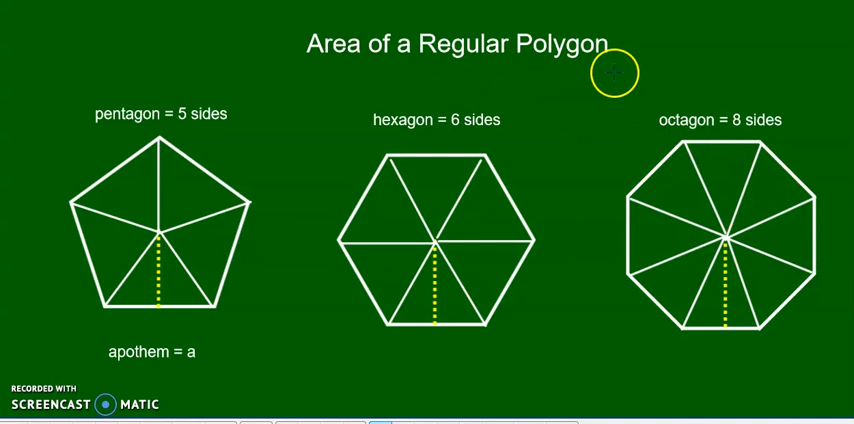 Area of a Regular Polygon
pentagon = 5 sides
hexagon = 6 sides
octagon = 8 sides
apothem = a
RECORDED WITH
SCREENCAST MATIC